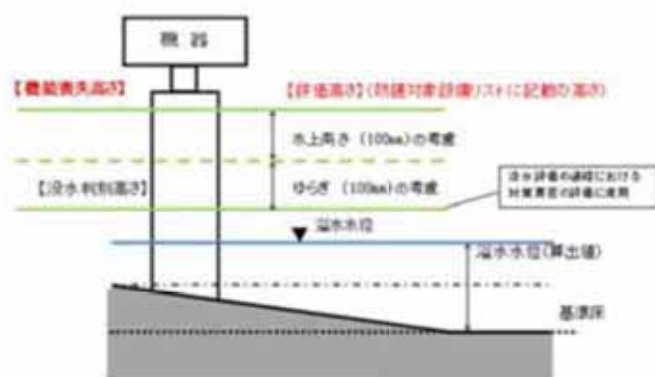 機 器
【機能喪失高さ】
【評価高さ】(防護対象設備リストに記載の高さ)
水上高さ (100mm)の考慮
【没水判別高さ】
ゆらぎ (100mm)の考慮
没水評価の過程における
対策要否の評価に使用
溢水水位
溢水水位(算出値)
基準床